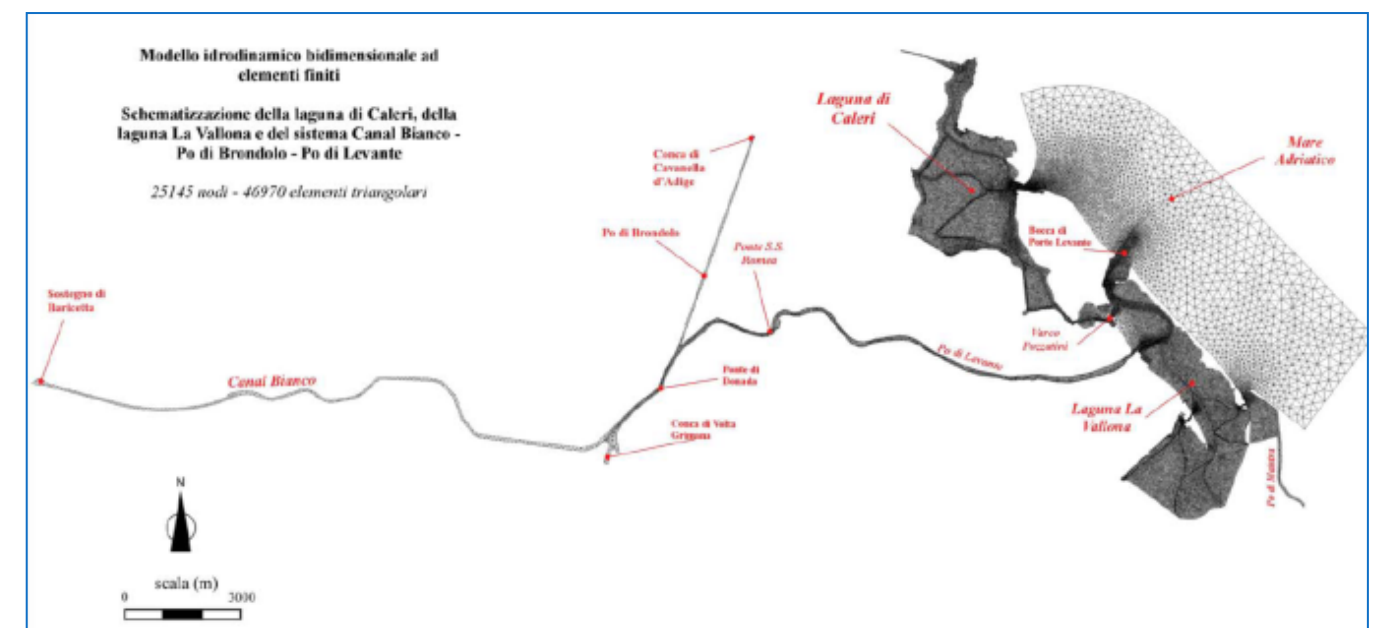 Modello idrodinamico bidimensionale ad
elementi finiti
Schematizzazione della laguna di Caleri, della
laguna La Vallona e del sistema Canal Bianco -
Po di Brondolo - Po di Levante
25145 nodi - 46970 elementi triangolari
Laguna di
Caleri
Mare
Adriatico
Conca di
Cavanella
d'Adige
Po di Brondolo
Ponte S.S.
Romea
Bocca di
Porto Levante
Sostegno di
Baricetta
Canal Bianco
Varco
Pozzatini
Po di Levante
Ponte di
Donada
Laguna La
Vallona
Conca di Volta
Grimana
Po di Maistra
N
scala (m)
0 3000